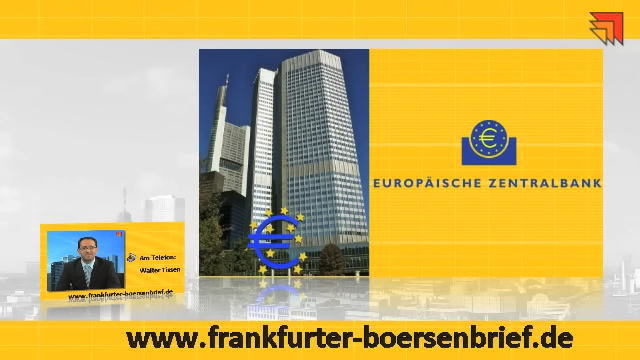 EUROPÄISCHE ZENTRALBANK
Am Telefon:
Walter Tissen
www.frankfurter-boersenbrief.de
www.frankfurter-boersenbrief.de